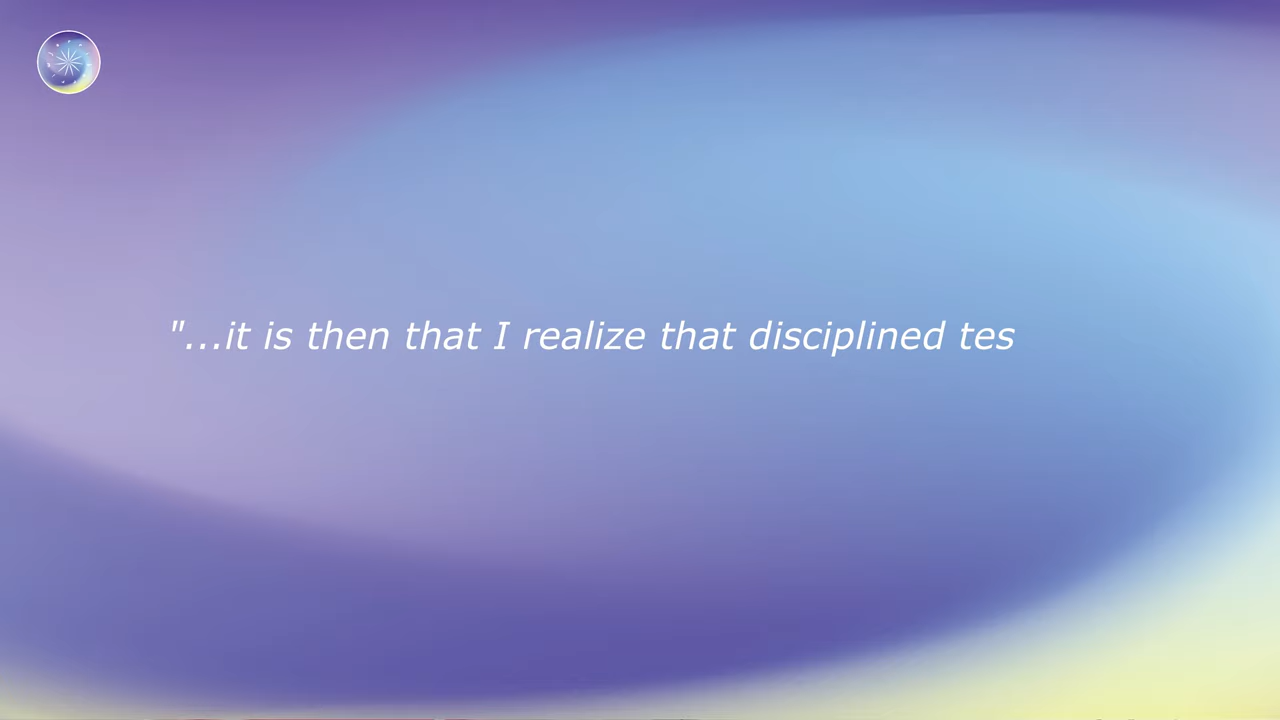 "...it is then that I realize that disciplined tes